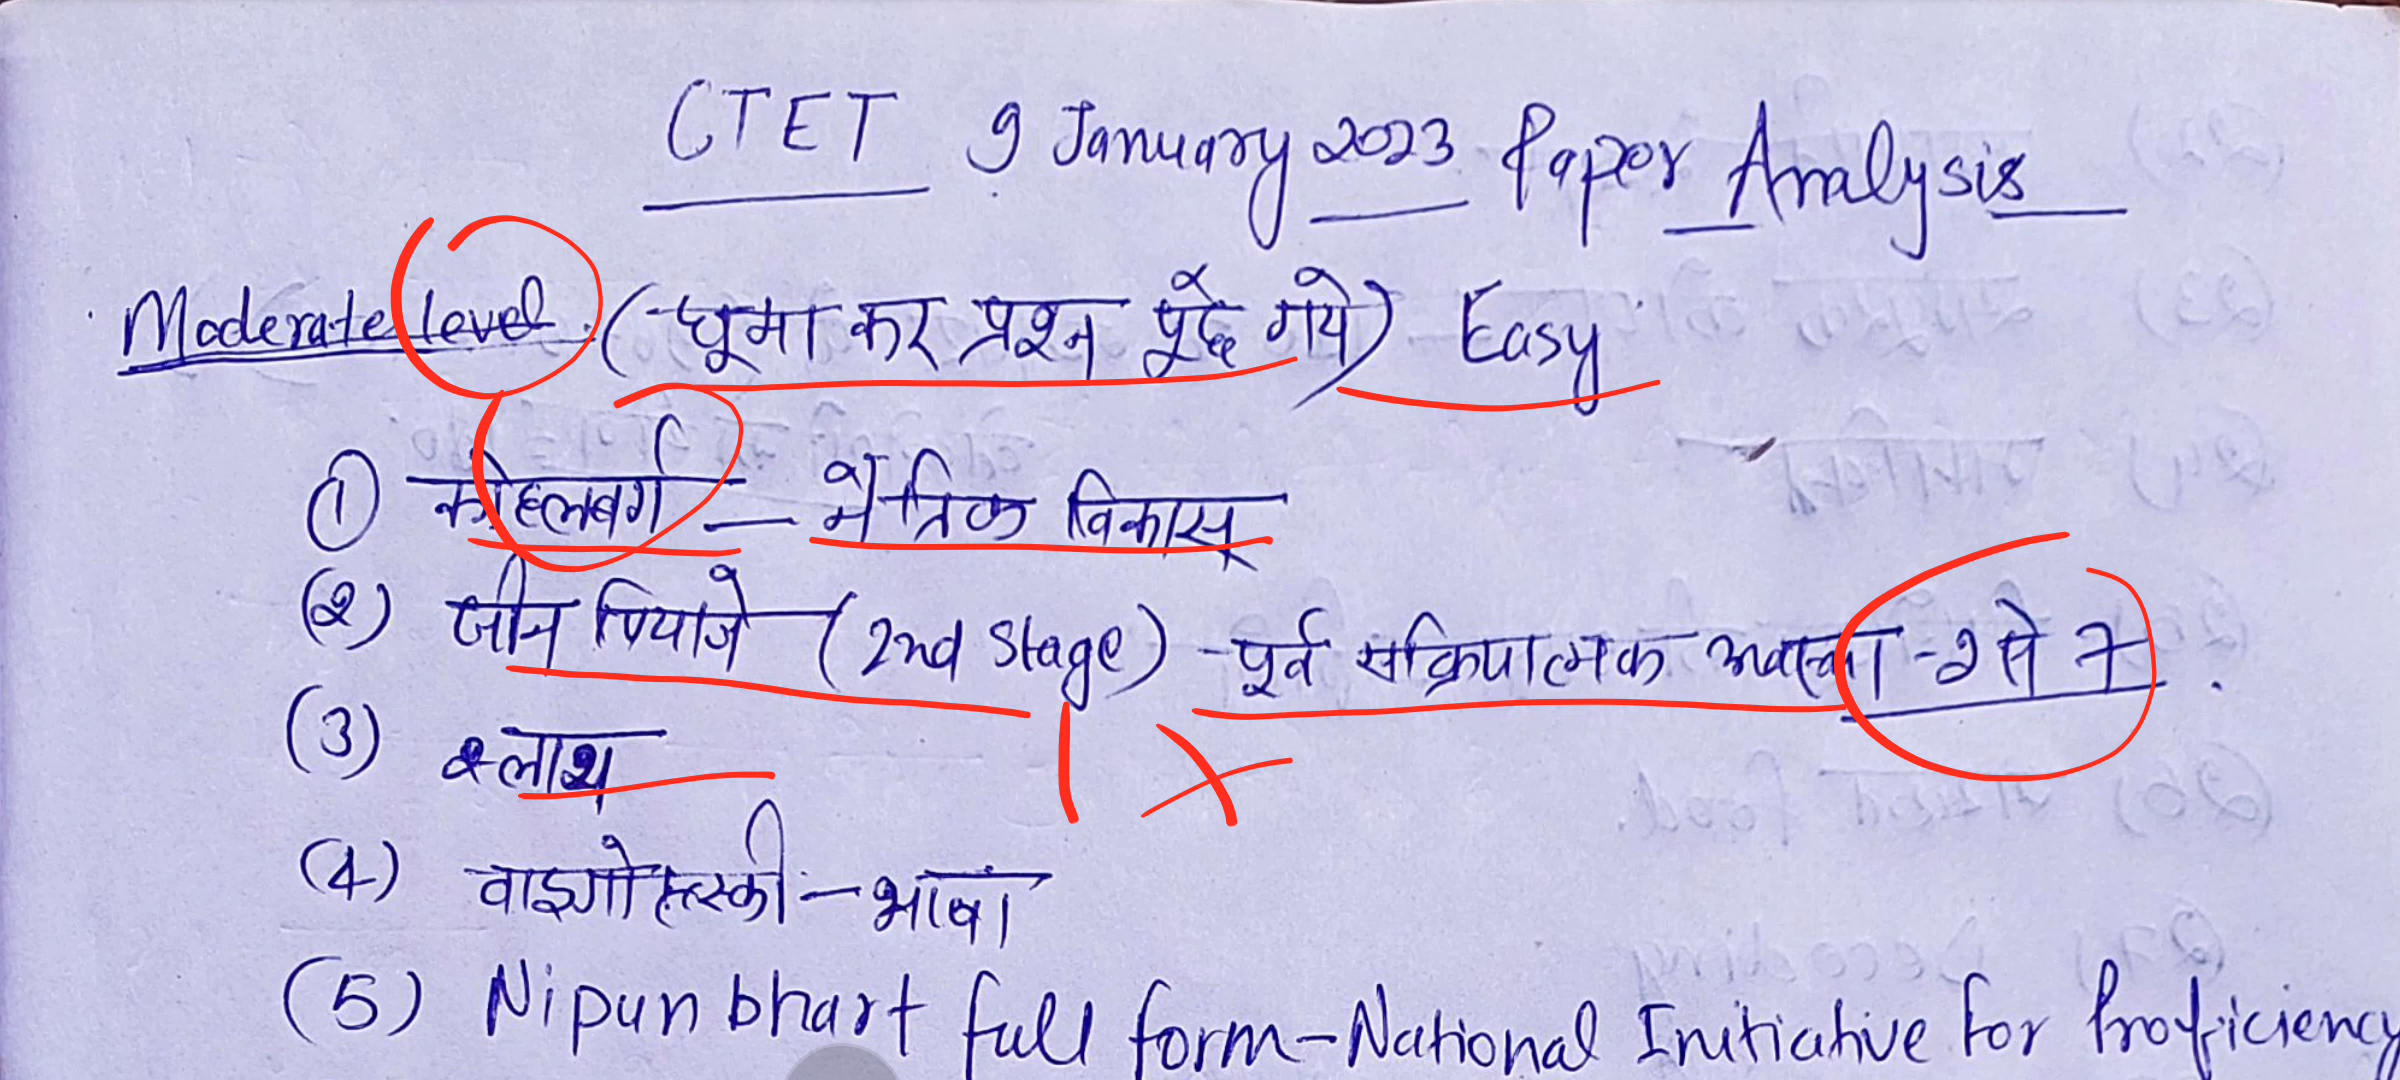 CTET 9 January 2023 Paper Analysis
Moderate level (घूमा कर प्रश्न पूछे गये) Easy
① कोहलबर्ग – नैतिक विकास
(2) जीन पियाजे (2nd Stage) - पूर्व सक्रियात्मक अवस्था - 2 से 7
(3)
(4) वाइगोत्स्की – भाषा
(5) Nipun bhart full form – National Initiative For Proficiency